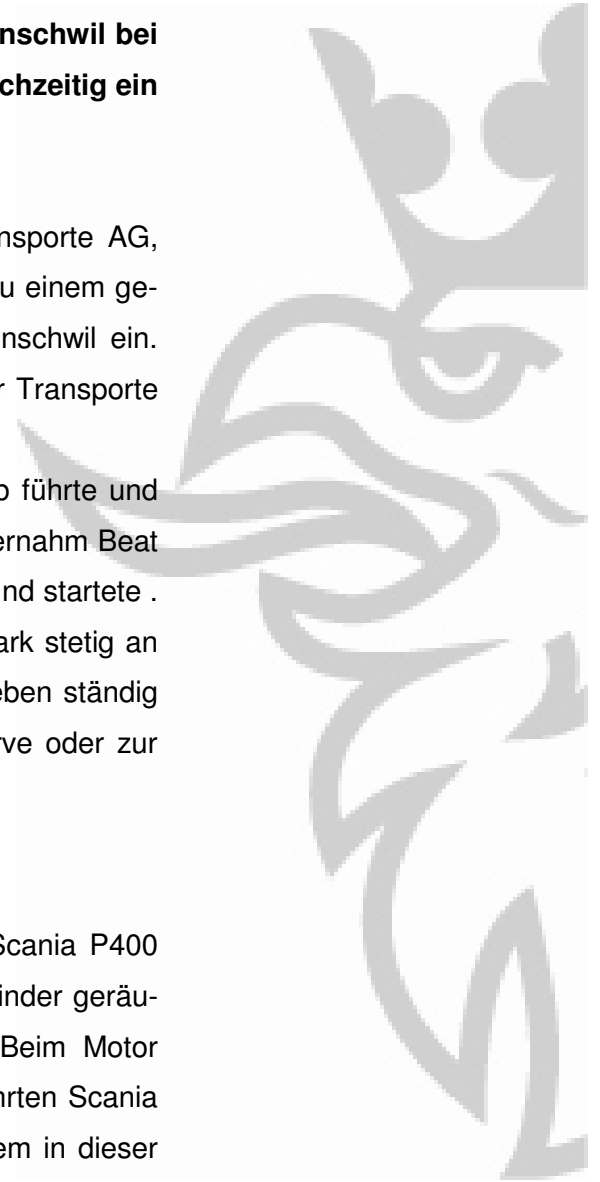 nschwil bei
chzeitig ein
nsporte AG,
u einem ge-
nschwil ein.
r Transporte
o führte und
ernahm Beat
nd startete .
ark stetig an
eben ständig
rve oder zur
Scania P400
inder geräu-
Beim Motor
hrten Scania
em in dieser